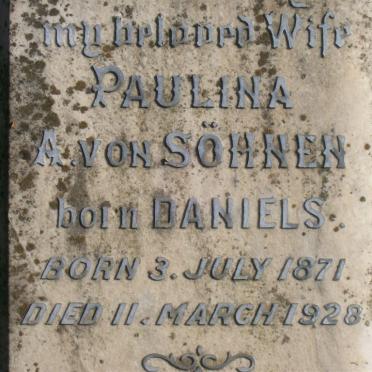 my beloved Wife
PAULINA
A. VON SÖHNEN
born DANIELS
BORN 3. JULY 1871
DIED 11. MARCH 1928